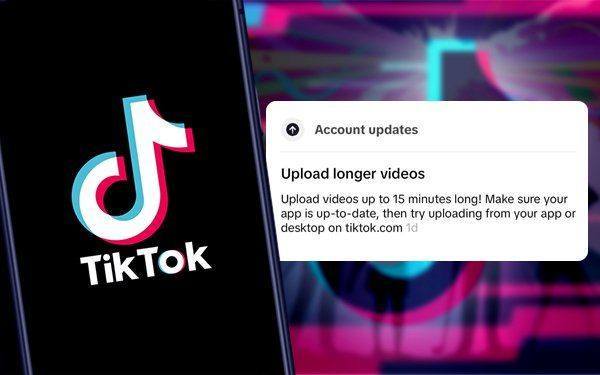 TikTok
Account updates
Upload longer videos
Upload videos up to 15 minutes long! Make sure your
app is up-to-date, then try uploading from your app or
desktop on tiktok.com 1d